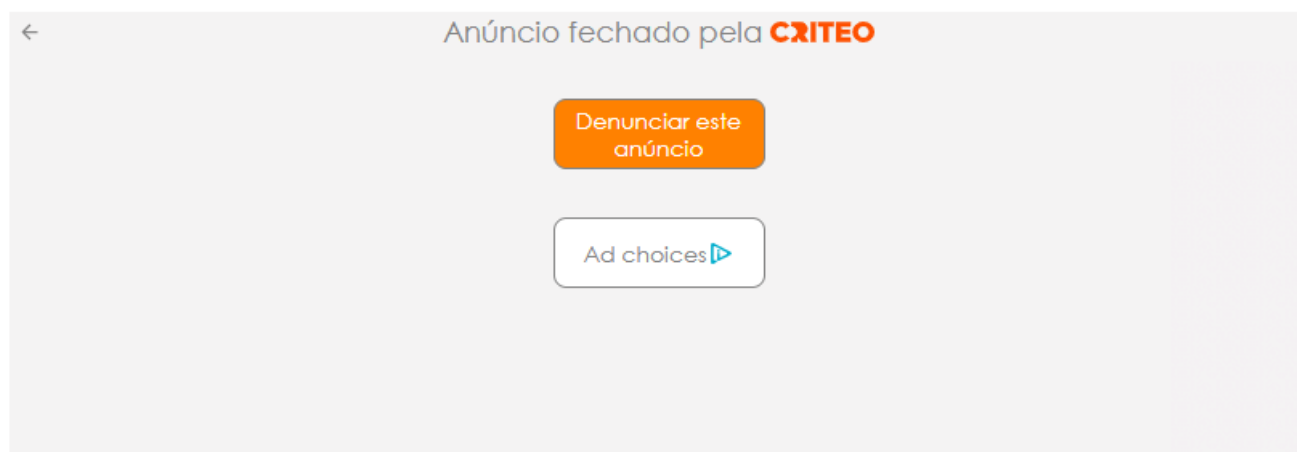 Anúncio fechado pela CRITEO
Denunciar este
anúncio
Ad choices